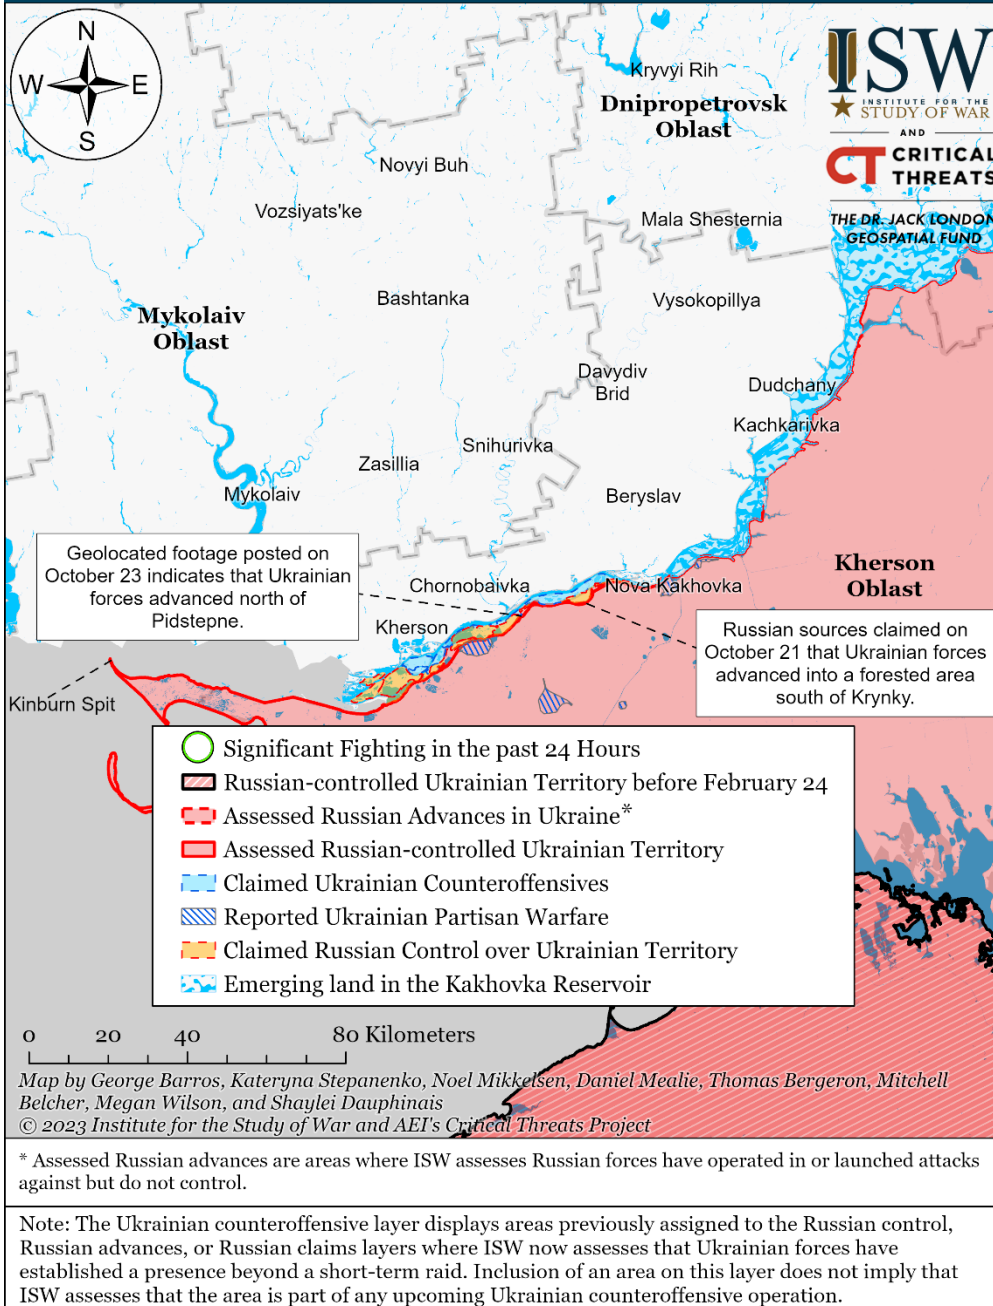 N
W
E
S
ISW
INSTITUTE FOR THE
STUDY OF WAR
AND
CT CRITICAL
THREATS
THE DR. JACK LONDON
GEOSPATIAL FUND
Kryvyi Rih
Dnipropetrovsk
Oblast
Novyi Buh
Vozsiyats'ke
Mala Shesternia
Bashtanka
Vysokopillya
Mykolaiv
Oblast
Davydiv
Brid
Dudchany
Kachkarivka
Snihurivka
Zasillia
Mykolaiv
Beryslav
Geolocated footage posted on
October 23 indicates that Ukrainian
forces advanced north of
Pidstepne.
Chornobaivka
Nova Kakhovka
Kherson
Oblast
Kherson
Russian sources claimed on
October 21 that Ukrainian forces
advanced into a forested area
south of Krynky.
Kinburn Spit
Significant Fighting in the past 24 Hours
Russian-controlled Ukrainian Territory before February 24
Assessed Russian Advances in Ukraine*
Assessed Russian-controlled Ukrainian Territory
Claimed Ukrainian Counteroffensives
Reported Ukrainian Partisan Warfare
Claimed Russian Control over Ukrainian Territory
Emerging land in the Kakhovka Reservoir
0 20 40 80 Kilometers
Map by George Barros, Kateryna Stepanenko, Noel Mikkelsen, Daniel Mealie, Thomas Bergeron, Mitchell
Belcher, Megan Wilson, and Shaylei Dauphinais
© 2023 Institute for the Study of War and AEI's Critical Threats Project
* Assessed Russian advances are areas where ISW assesses Russian forces have operated in or launched attacks
against but do not control.
Note: The Ukrainian counteroffensive layer displays areas previously assigned to the Russian control,
Russian advances, or Russian claims layers where ISW now assesses that Ukrainian forces have
established a presence beyond a short-term raid. Inclusion of an area on this layer does not imply that
ISW assesses that the area is part of any upcoming Ukrainian counteroffensive operation.